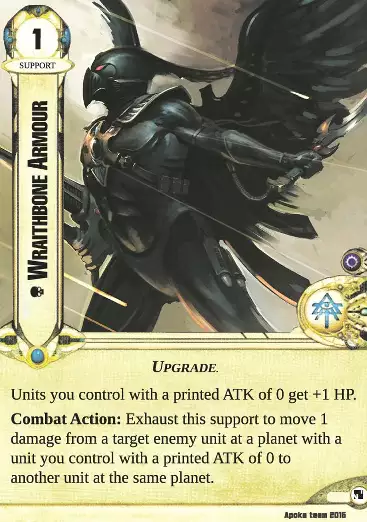 1
SUPPORT
WRAITHBONE ARMOUR
UPGRADE.
Units you control with a printed ATK of 0 get +1 HP.
Combat Action: Exhaust this support to move 1
damage from a target enemy unit at a planet with a
unit you control with a printed ATK of 0 to
another unit at the same planet.
Apoka team 2016